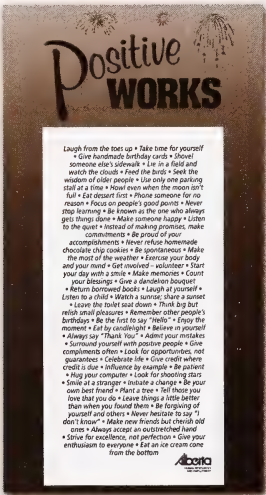 Positive
WORKS
Laugh from the toes up • Take time for yourself
• Give handmade birthday cards • Shovel
someone else's sidewalk • Lie in a field and
watch the clouds • Feed the birds • Seek the
wisdom of older people • Use only one parking
stall at a time • Howl even when the moon isn't
full • Eat dessert first • Phone someone for no
reason • Focus on people's good points • Never
stop learning • Be known as the one who always
gets things done • Make someone happy • Listen
to the quiet • Instead of making promises, make
commitments • Be proud of your
accomplishments • Never refuse homemade
chocolate chip cookies • Be spontaneous • Make
the most of the weather • Exercise your body
and your mind • Get involved – volunteer • Start
your day with a smile • Make memories • Count
your blessings • Give a dandelion bouquet
• Return borrowed books • Laugh at yourself •
Listen to a child • Watch a sunrise; share a sunset
• Leave the toilet seat down • Think big but
relish small pleasures • Remember other people's
birthdays • Be the first to say "Hello" • Enjoy the
moment • Eat by candlelight • Believe in yourself
• Always say "Thank You" • Admit your mistakes
• Surround yourself with positive people • Give
compliments often • Look for opportunities, not
guarantees • Celebrate life • Give credit where
credit is due • Influence by example • Be patient
• Hug your computer • Look for shooting stars
• Smile at a stranger • Initiate a change • Be your
own best friend • Plant a tree • Tell those you
love that you do • Leave things a little better
than when you found them • Be forgiving of
yourself and others • Never hesitate to say "I
don't know" • Make new friends but cherish old
ones • Always accept an outstretched hand
• Strive for excellence, not perfection • Give your
enthusiasm to everyone • Eat an ice cream cone
from the bottom
Alberta